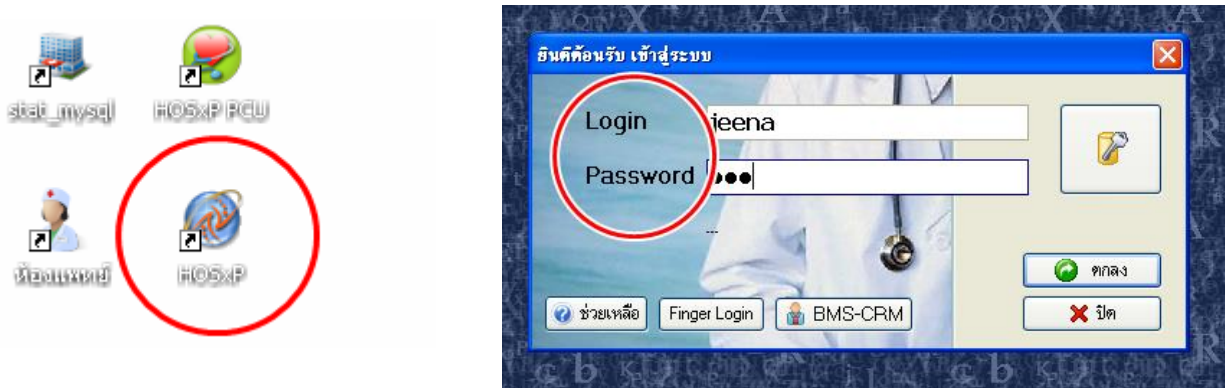 stat_mysql
HOSxP PCU
ห้องแพทย์
HOSxP
ยินดีต้อนรับ เข้าสู่ระบบ
Login
jeena
Password
ตกลง
ช่วยเหลือ
Finger Login
BMS-CRM
ปิด